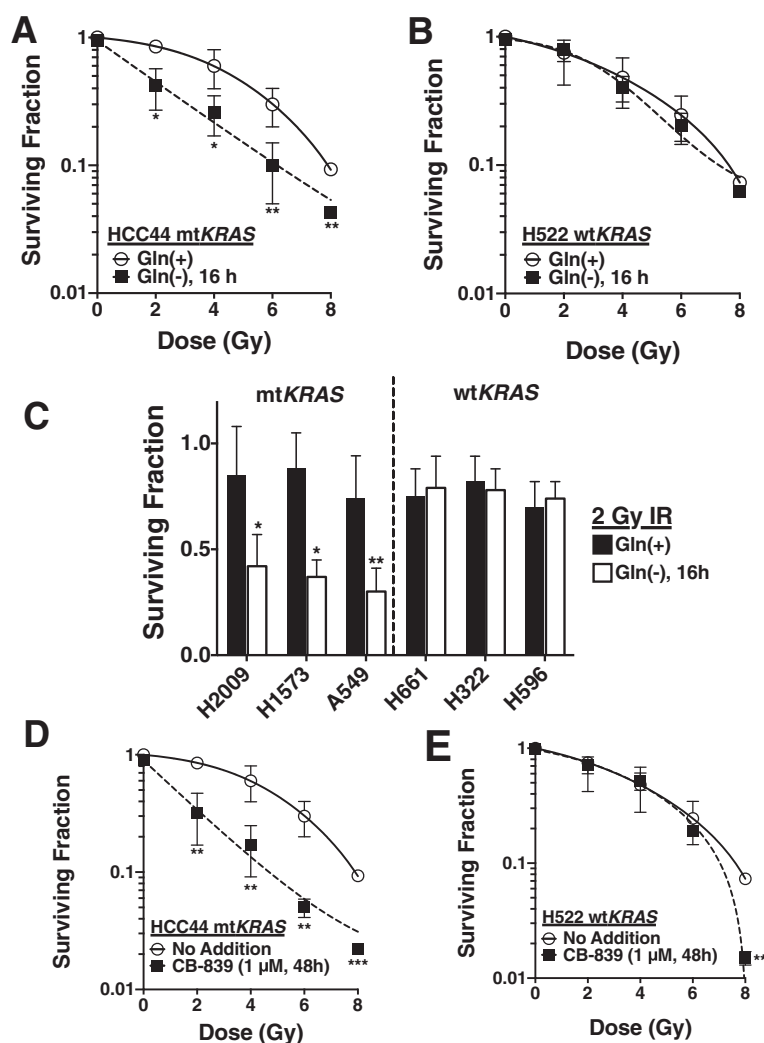 A
Surviving Fraction
1
0.1
0.01
*
*
**
**
HCC44 mtKRAS
Gln(+)
Gln(-), 16 h
0 2 4 6 8
Dose (Gy)
B
Surviving Fraction
1
0.1
0.01
H522 wtKRAS
Gln(+)
Gln(-), 16 h
0 2 4 6 8
Dose (Gy)
C
mtKRAS wtKRAS
Surviving Fraction
1.0
0.5
0.0
*
*
**
H2009 H1573 A549 H661 H322 H596
2 Gy IR
Gln(+)
Gln(-), 16h
D
Surviving Fraction
1
0.1
0.01
**
**
**
***
HCC44 mtKRAS
No Addition
CB-839 (1 µM, 48h)
0 2 4 6 8
Dose (Gy)
E
Surviving Fraction
1
0.1
0.01
**
H522 wtKRAS
No Addition
CB-839 (1 µM, 48h)
0 2 4 6 8
Dose (Gy)